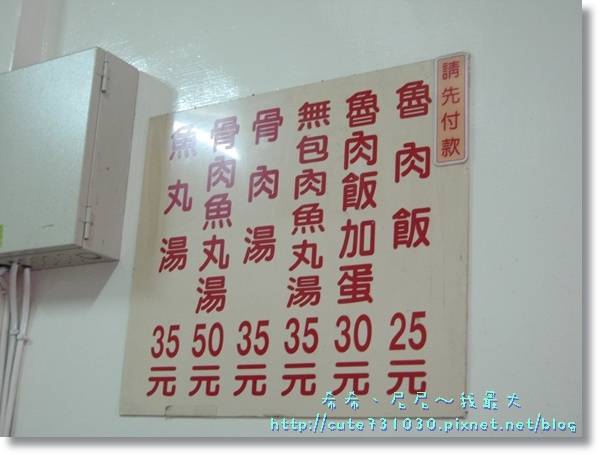 請先付款
魯肉飯 25元
魯肉飯加蛋 30元
無包肉魚丸湯 35元
骨肉湯 35元
骨肉魚丸湯 50元
魚丸湯 35元
希希、尼尼~我最大
http://cute731030.pixnet.net/blog